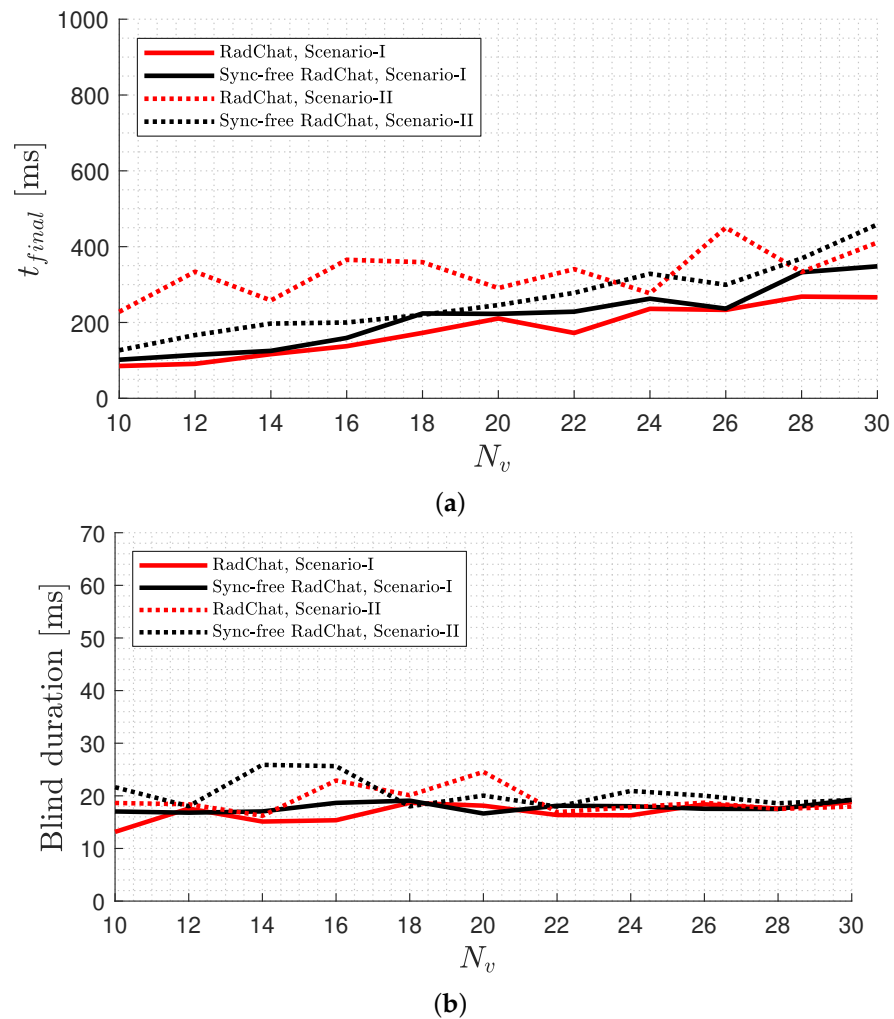 1000
800
600
400
200
0
t_{final} [ms]
RadChat, Scenario-I
Sync-free RadChat, Scenario-I
RadChat, Scenario-II
Sync-free RadChat, Scenario-II
10 12 14 16 18 20 22 24 26 28 30
N_v
(a)
70
60
50
40
30
20
10
0
Blind duration [ms]
RadChat, Scenario-I
Sync-free RadChat, Scenario-I
RadChat, Scenario-II
Sync-free RadChat, Scenario-II
10 12 14 16 18 20 22 24 26 28 30
N_v
(b)